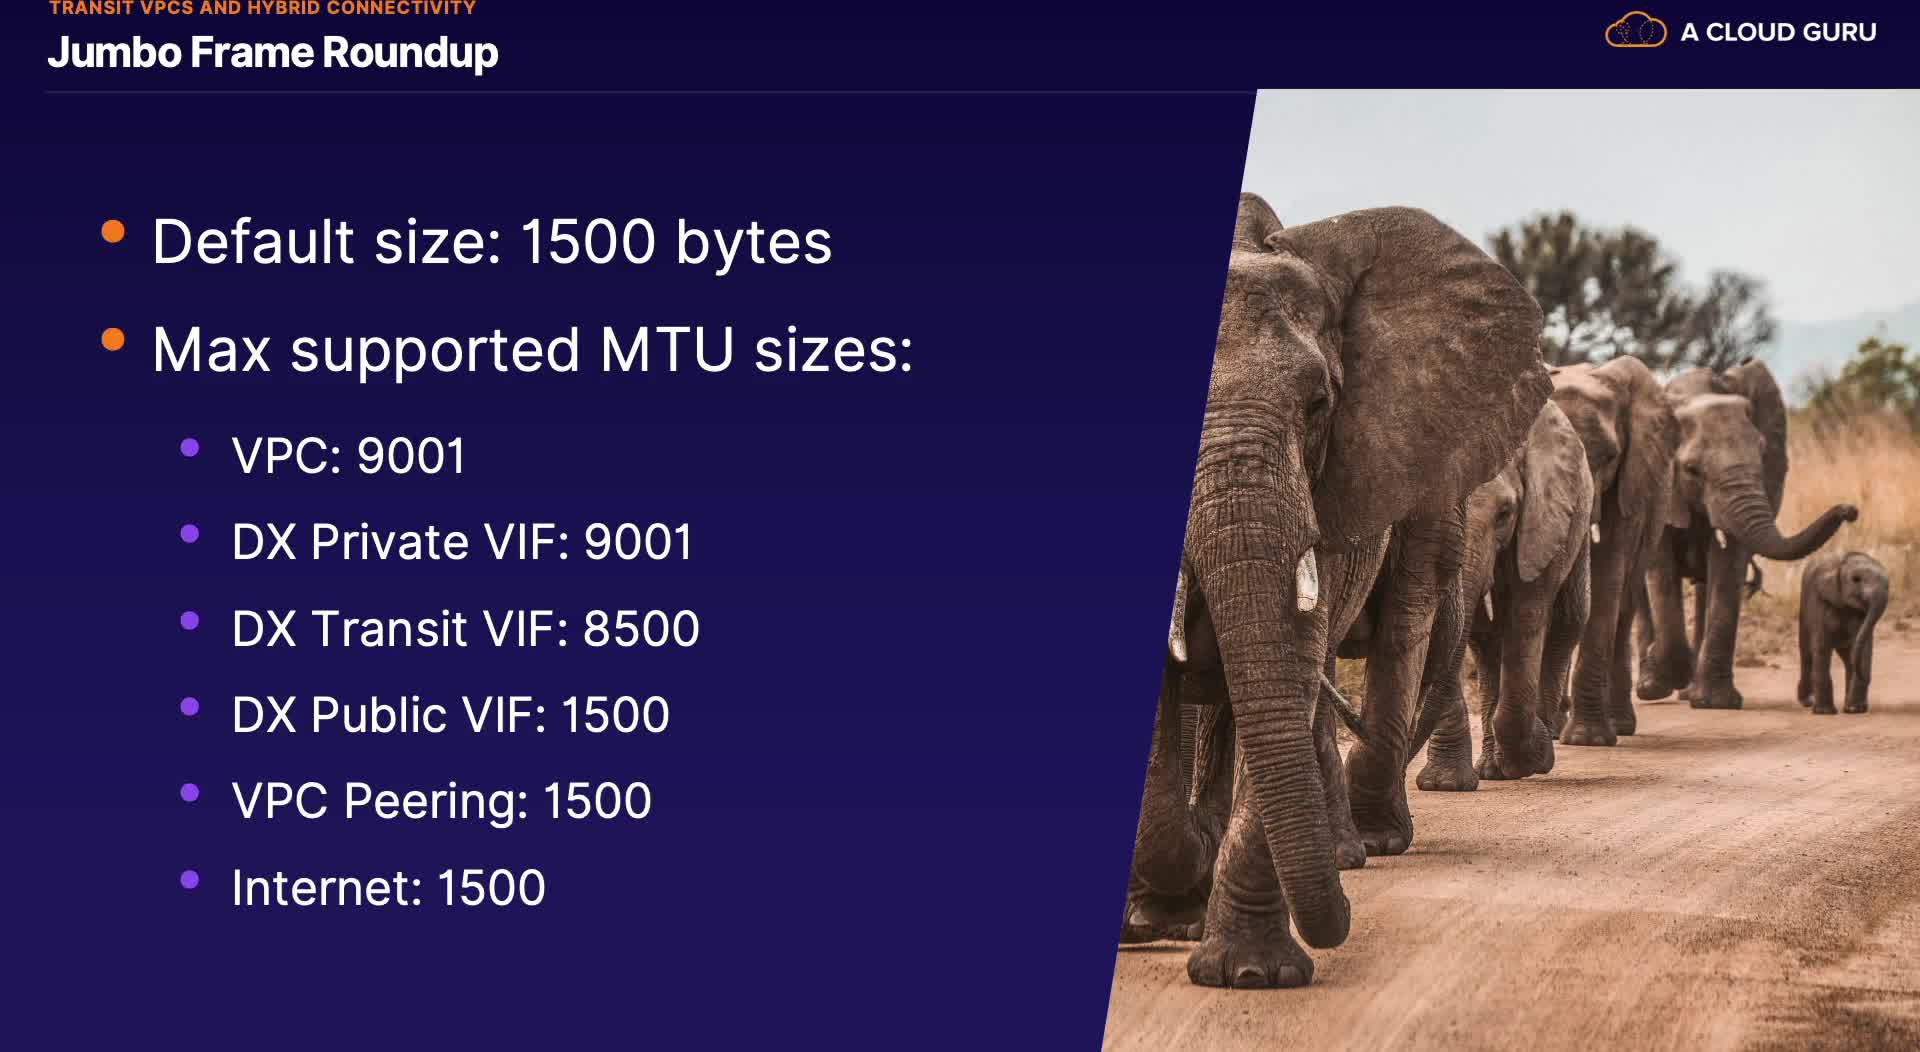 TRANSIT VPCS AND HYBRID CONNECTIVITY
Jumbo Frame Roundup
A CLOUD GURU
Default size: 1500 bytes
Max supported MTU sizes:
VPC: 9001
DX Private VIF: 9001
DX Transit VIF: 8500
DX Public VIF: 1500
VPC Peering: 1500
Internet: 1500